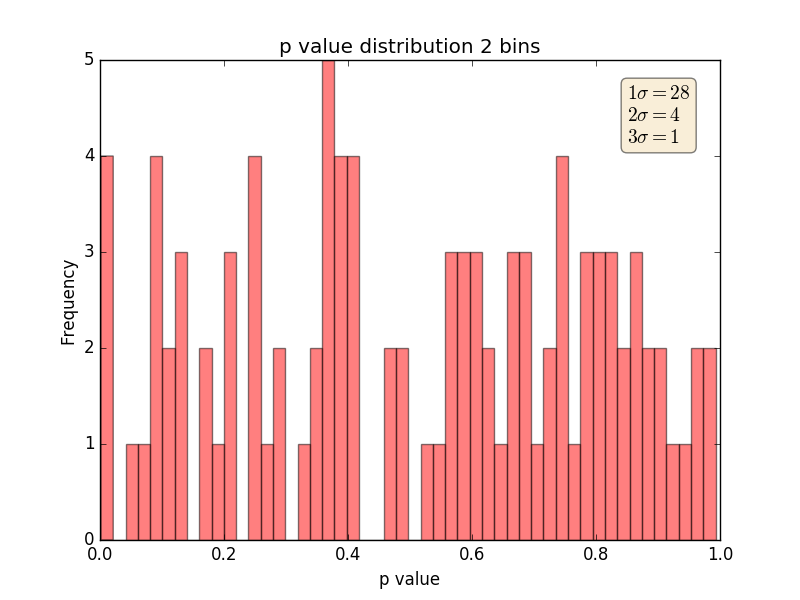 p value distribution 2 bins
1σ = 28
2σ = 4
3σ = 1
Frequency
5
4
3
2
1
0
0.0 0.2 0.4 0.6 0.8 1.0
p value